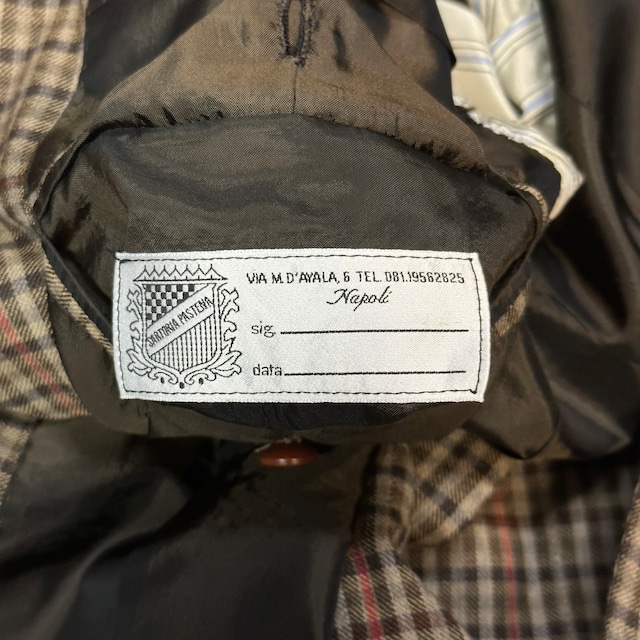 SARTORIA PASTENA
VIA M. D'AYALA, 6 TEL. 081.19562825
Napoli
sig.
data